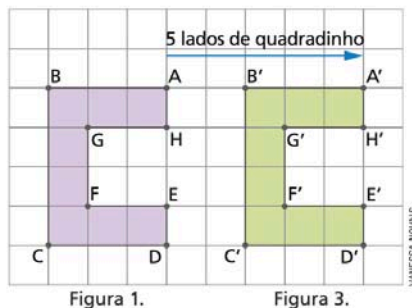 5 lados de quadradinho
B A B′ A′
G H G′ H′
F E F′ E′
C D C′ D′
Figura 1. Figura 3.